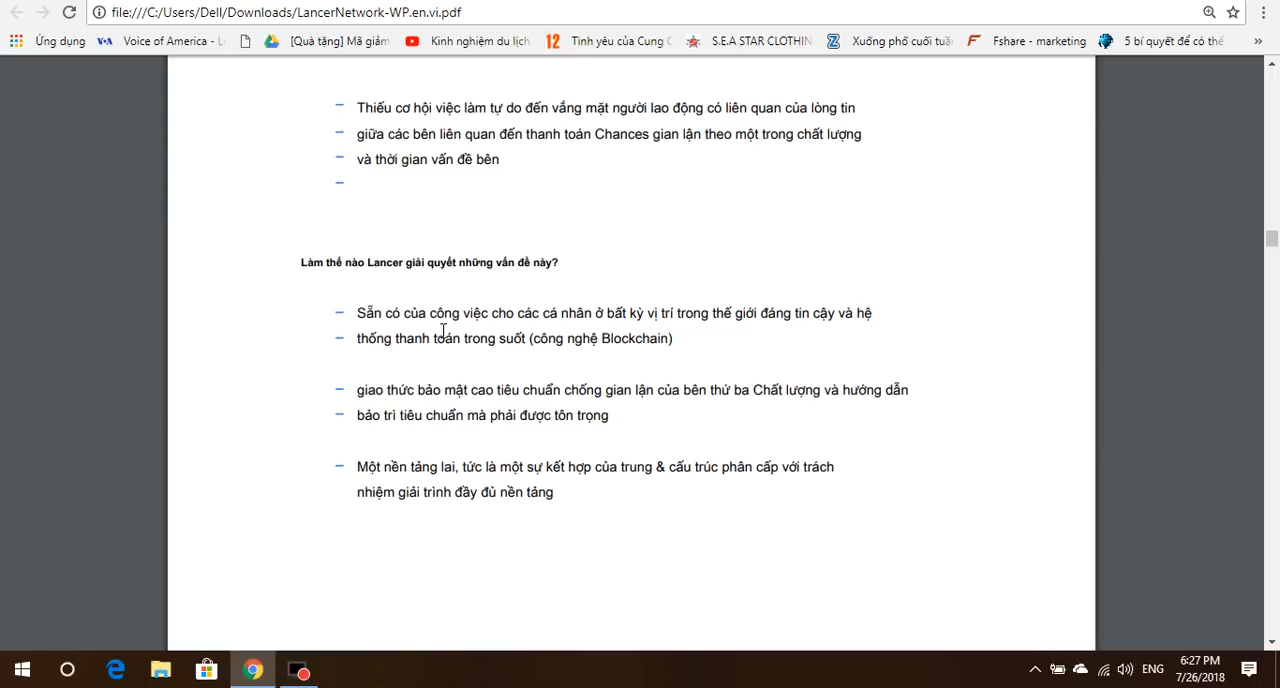 file:///C:/Users/Dell/Downloads/LancerNetwork-WP.en.vi.pdf
Ứng dụng VOA Voice of America - Li [Quà tặng] Mã giảm Kinh nghiệm du lịch 12 Tình yêu của Cung C S.E.A STAR CLOTHIN Z Xuống phố cuối tuần F Fshare - marketing 5 bí quyết để có thể »
– Thiếu cơ hội việc làm tự do đến vắng mặt người lao động có liên quan của lòng tin
– giữa các bên liên quan đến thanh toán Chances gian lận theo một trong chất lượng
– và thời gian vấn đề bên
–
Làm thế nào Lancer giải quyết những vấn đề này?
– Sẵn có của công việc cho các cá nhân ở bất kỳ vị trí trong thế giới đáng tin cậy và hệ
– thống thanh toán trong suốt (công nghệ Blockchain)
– giao thức bảo mật cao tiêu chuẩn chống gian lận của bên thứ ba Chất lượng và hướng dẫn
– bảo trì tiêu chuẩn mà phải được tôn trọng
– Một nền tảng lai, tức là một sự kết hợp của trung & cấu trúc phân cấp với trách
nhiệm giải trình đầy đủ nền tảng
ENG
6:27 PM
7/26/2018